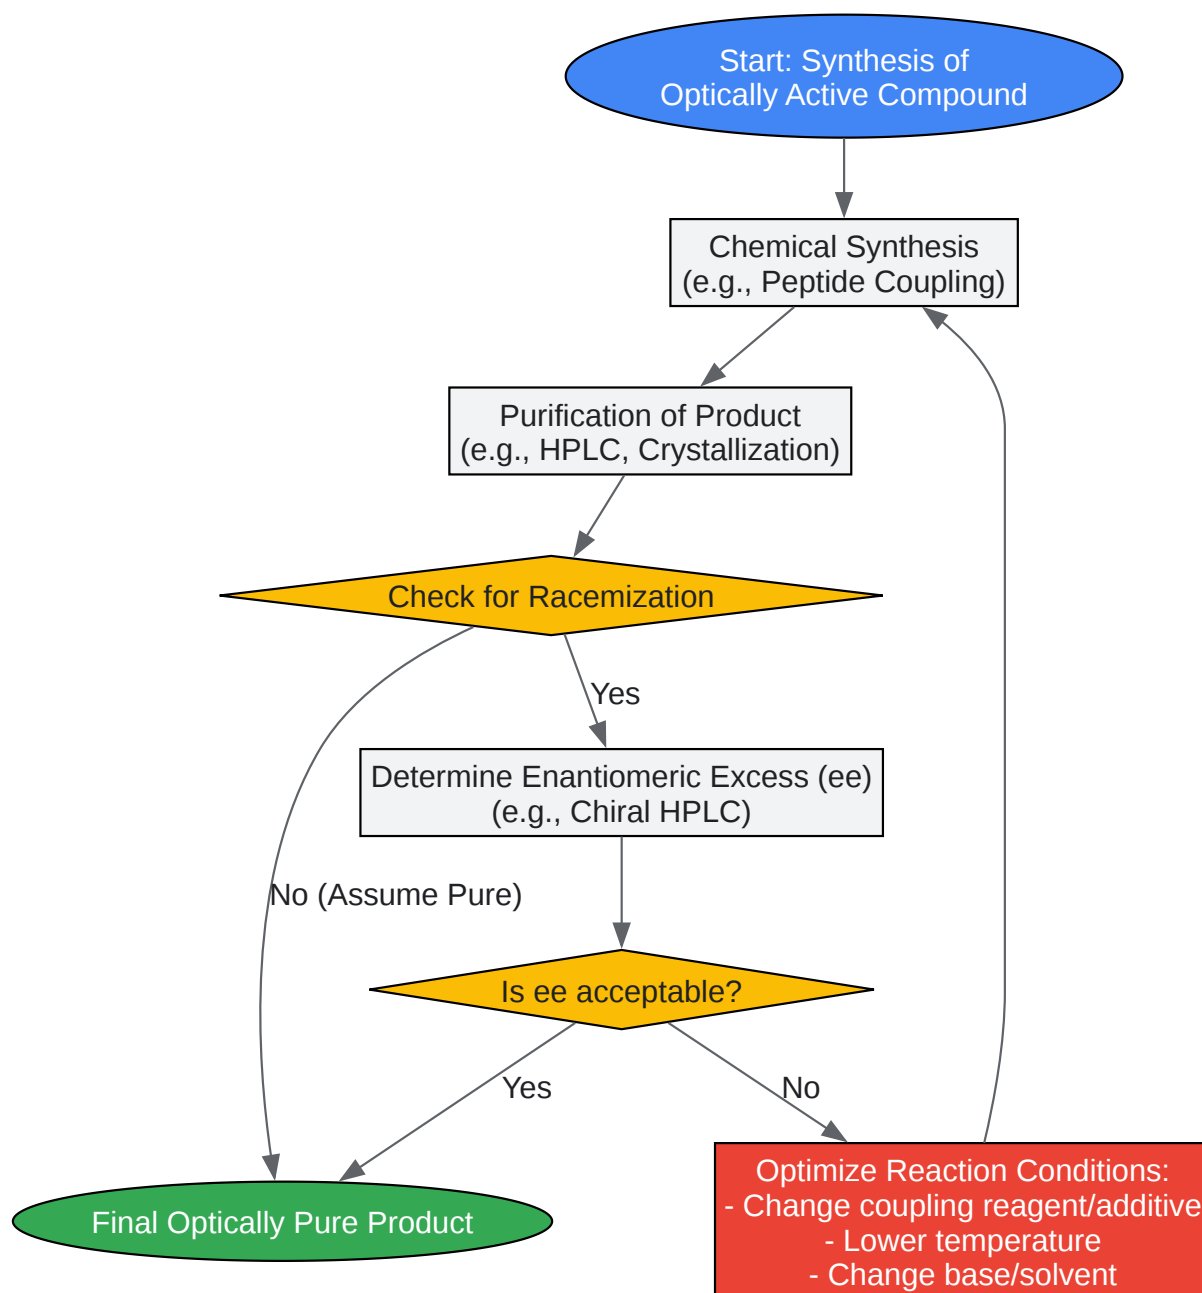 Start: Synthesis of
Optically Active Compound
Chemical Synthesis
(e.g., Peptide Coupling)
Purification of Product
(e.g., HPLC, Crystallization)
Check for Racemization
Yes
Determine Enantiomeric Excess (ee)
(e.g., Chiral HPLC)
No (Assume Pure)
Is ee acceptable?
Yes
No
Optimize Reaction Conditions:
- Change coupling reagent/additive
- Lower temperature
- Change base/solvent
Final Optically Pure Product